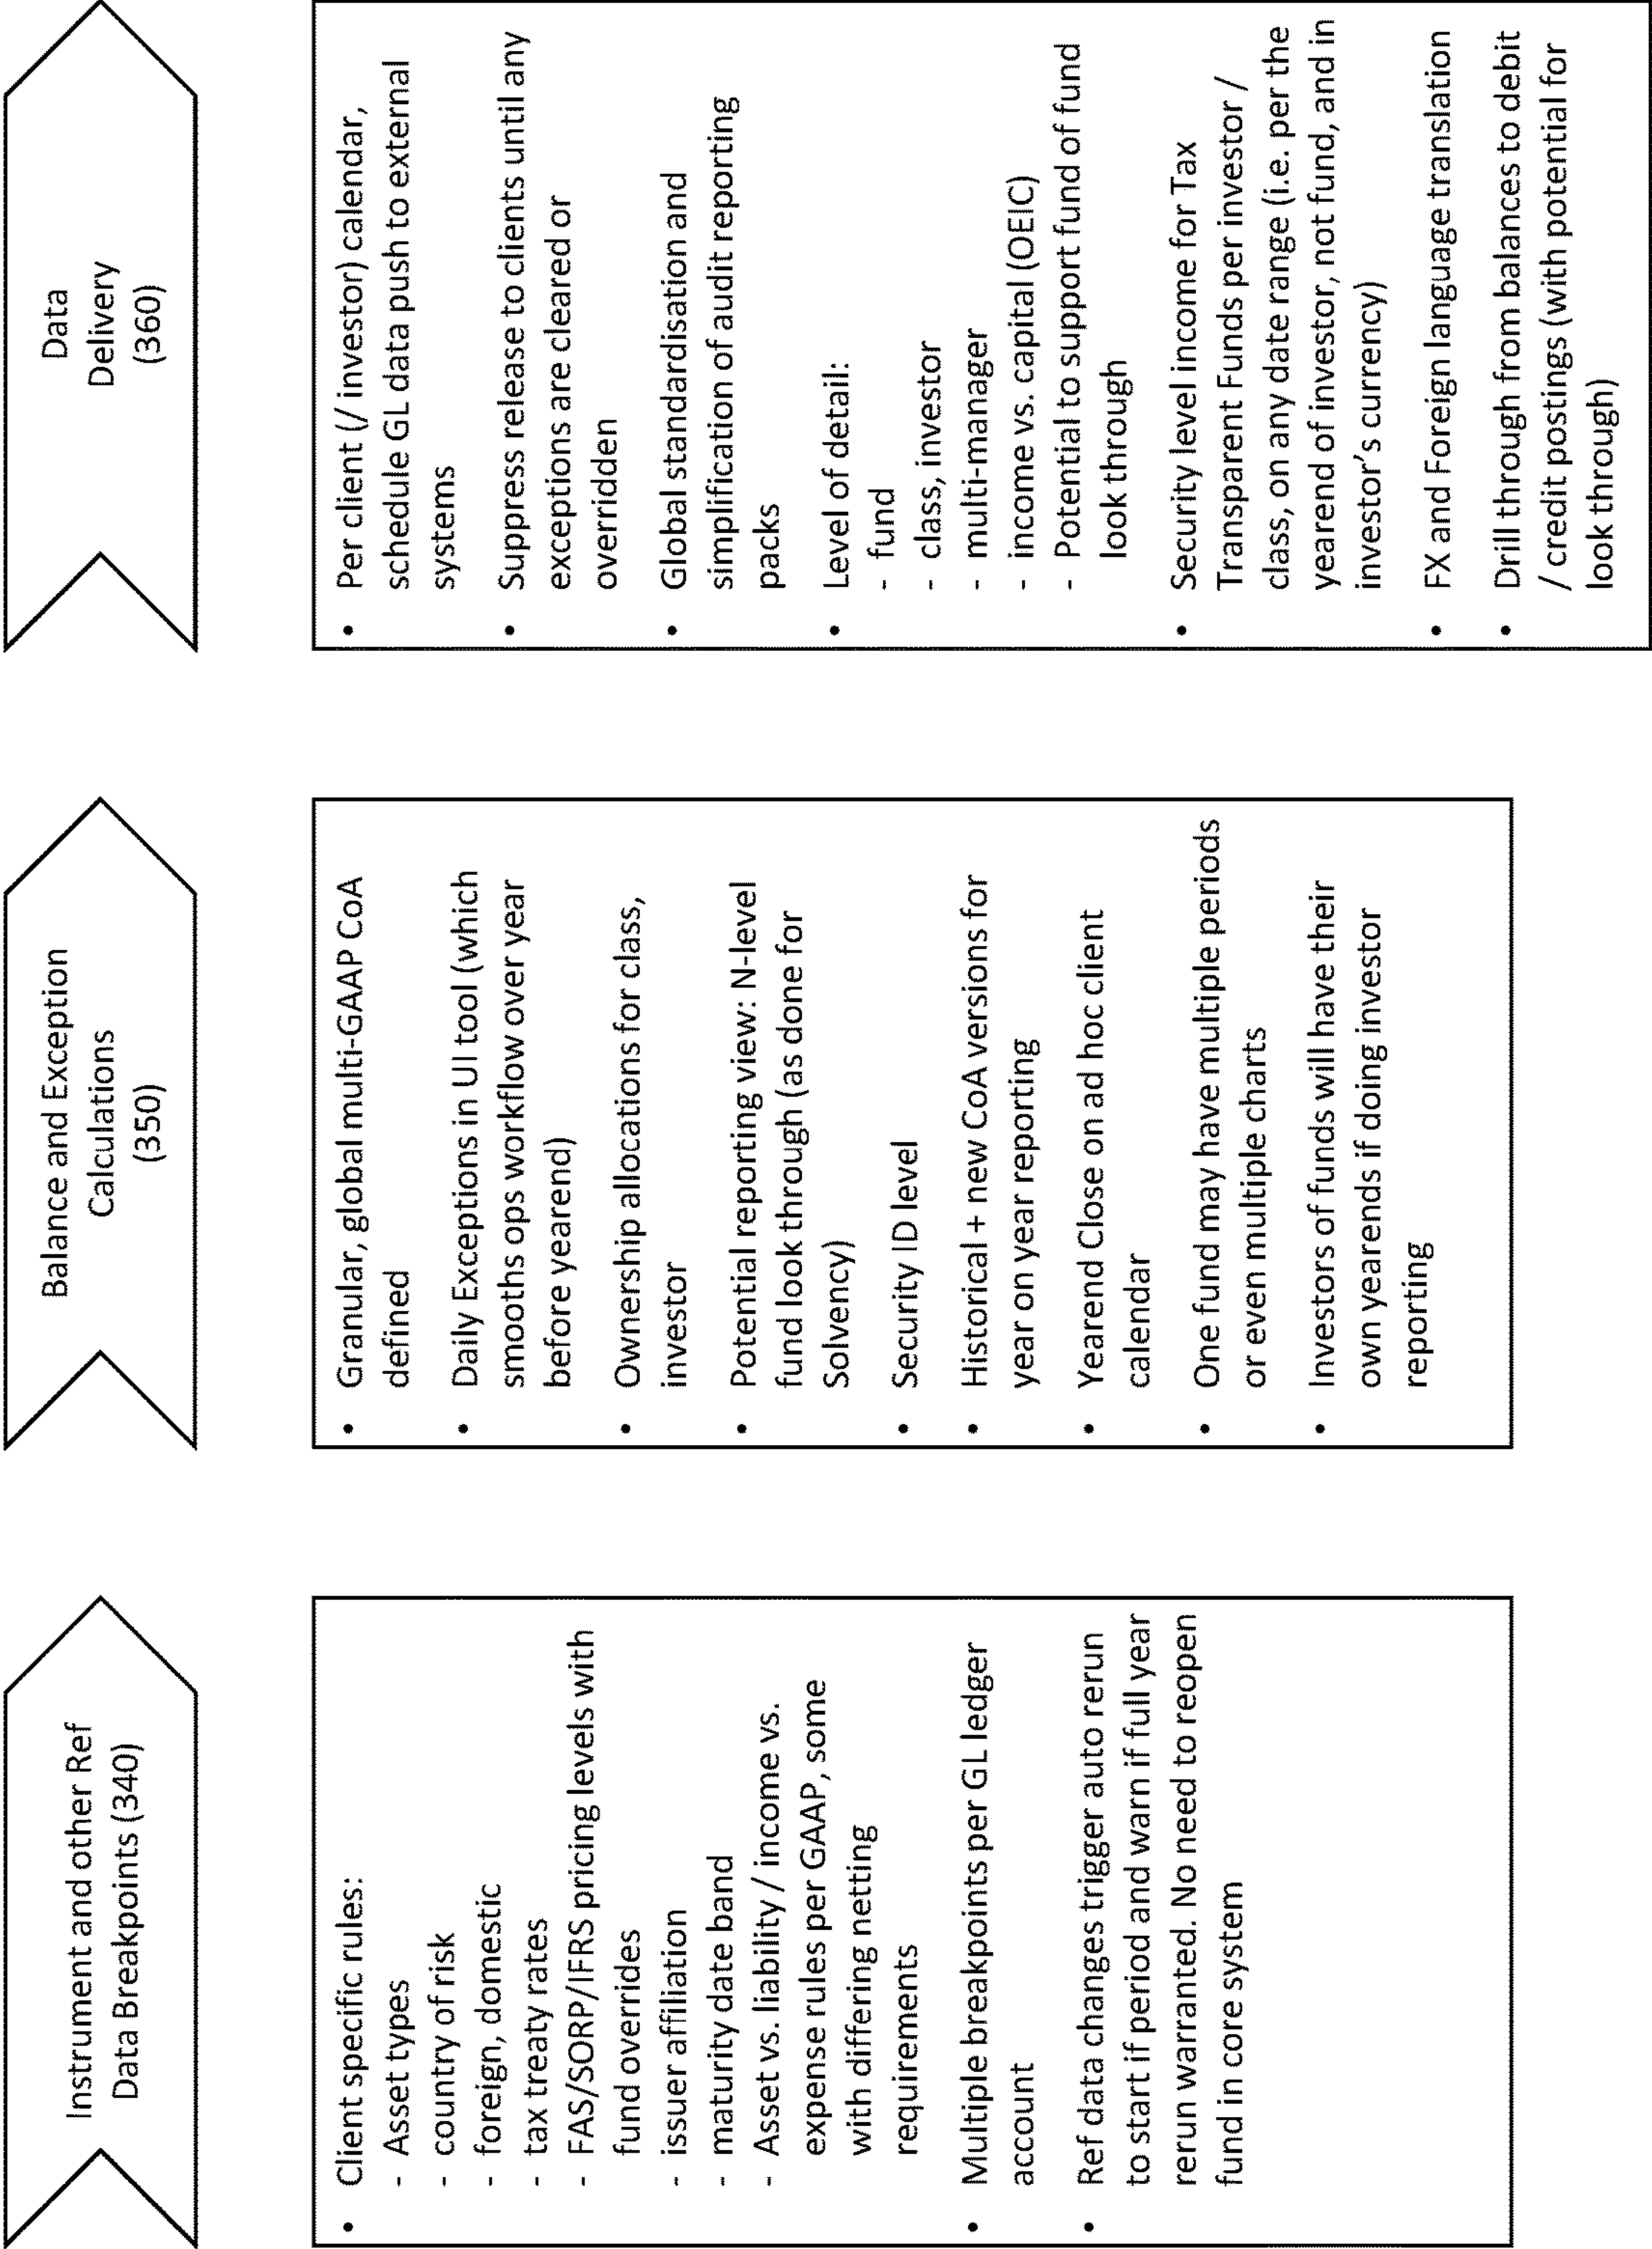 Instrument and other Ref
Data Breakpoints (340)
• Client specific rules:
- Asset types
- country of risk
- foreign, domestic
- tax treaty rates
- FAS/SORP/IFRS pricing levels with
fund overrides
- issuer affiliation
- maturity date band
- Asset vs. liability / income vs.
expense rules per GAAP, some
with differing netting
requirements
• Multiple breakpoints per GL ledger
account
• Ref data changes trigger auto rerun
to start if period and warn if full year
rerun warranted. No need to reopen
fund in core system
Balance and Exception
Calculations
(350)
• Granular, global multi-GAAP CoA
defined
• Daily Exceptions in UI tool (which
smooths ops workflow over year
before yearend)
• Ownership allocations for class,
investor
• Potential reporting view: N-level
fund look through (as done for
Solvency)
• Security ID level
• Historical + new CoA versions for
year on year reporting
• Yearend Close on ad hoc client
calendar
• One fund may have multiple periods
or even multiple charts
• Investors of funds will have their
own yearends if doing investor
reporting
Data
Delivery
(360)
• Per client (/ investor) calendar,
schedule GL data push to external
systems
• Suppress release to clients until any
exceptions are cleared or
overridden
• Global standardisation and
simplification of audit reporting
packs
• Level of detail:
- fund
- class, investor
- multi-manager
- income vs. capital (OEIC)
- Potential to support fund of fund
look through
• Security level income for Tax
Transparent Funds per investor /
class, on any date range (i.e. per the
yearend of investor, not fund, and in
investor's currency)
• FX and Foreign language translation
• Drill through from balances to debit
/ credit postings (with potential for
look through)